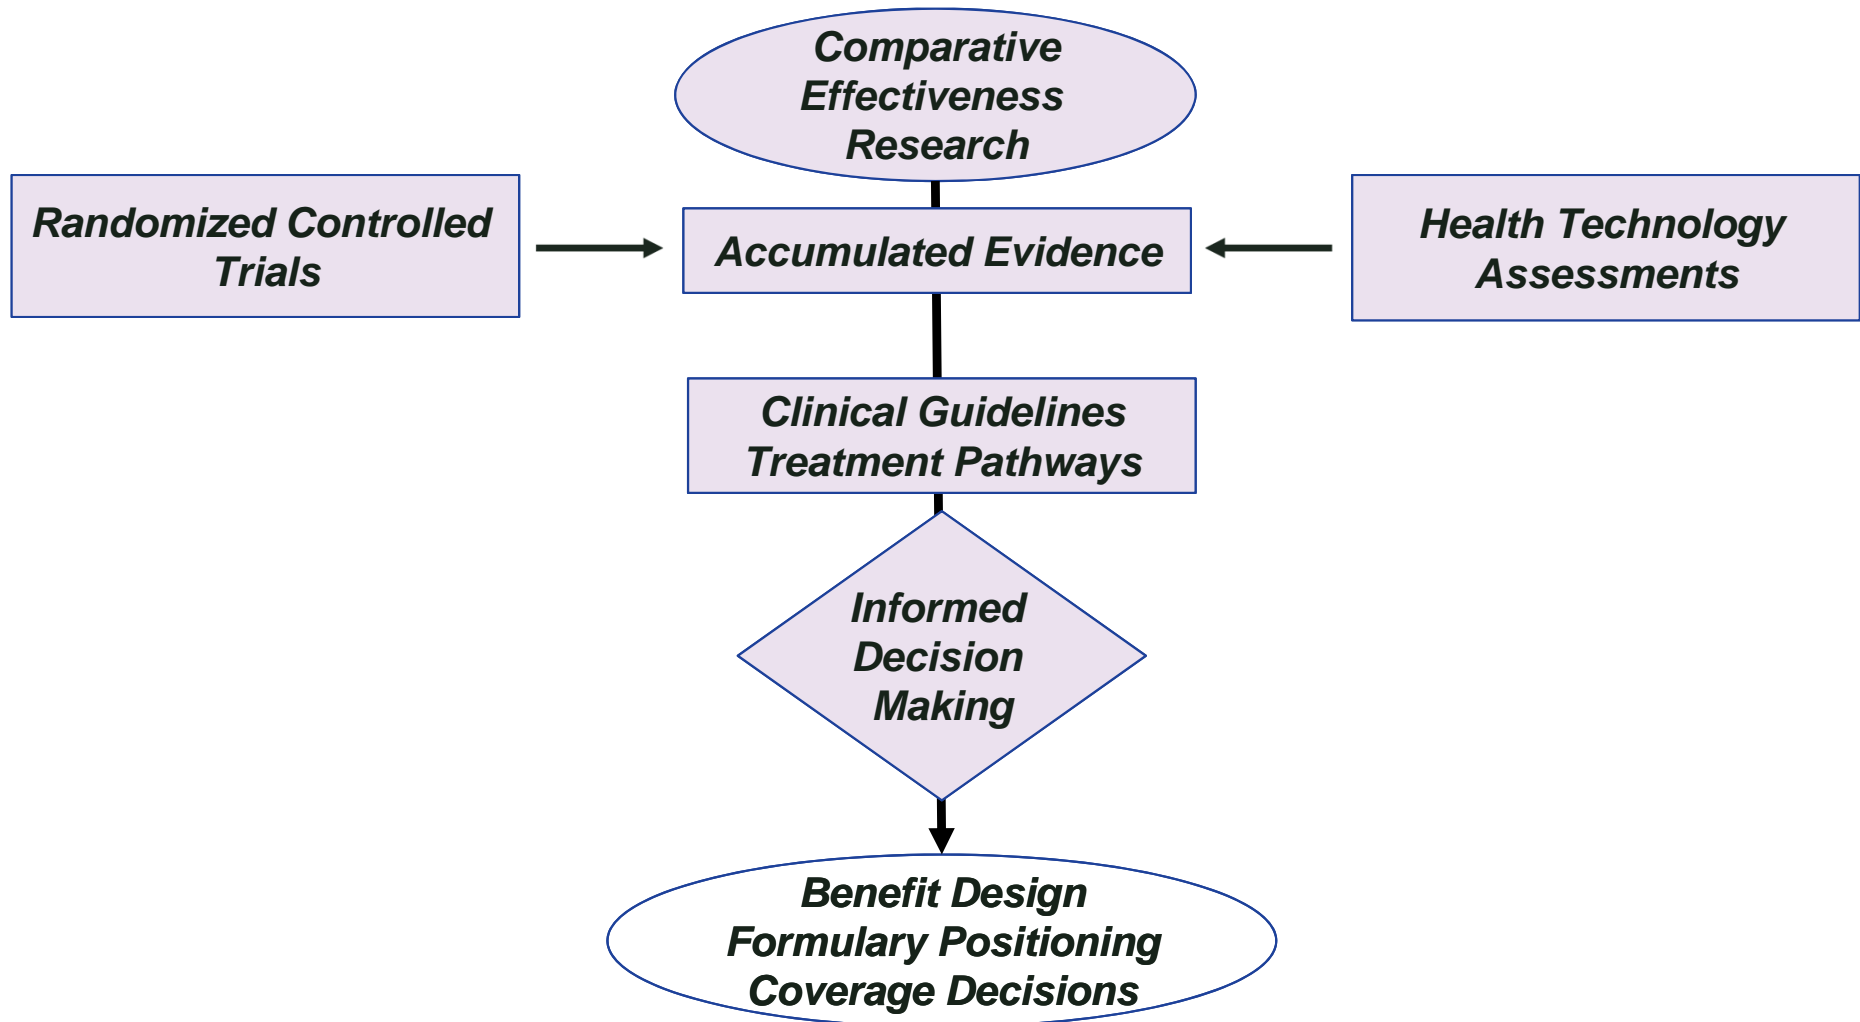 Comparative
Effectiveness
Research
Randomized Controlled
Trials
Accumulated Evidence
Health Technology
Assessments
Clinical Guidelines
Treatment Pathways
Informed
Decision
Making
Benefit Design
Formulary Positioning
Coverage Decisions